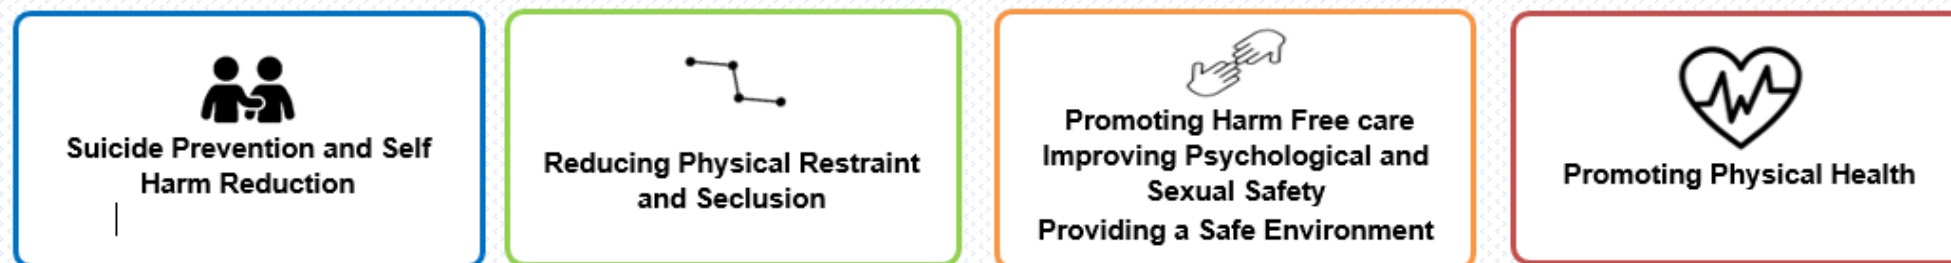 Suicide Prevention and Self
Harm Reduction
Reducing Physical Restraint
and Seclusion
Promoting Harm Free care
Improving Psychological and
Sexual Safety
Providing a Safe Environment
Promoting Physical Health